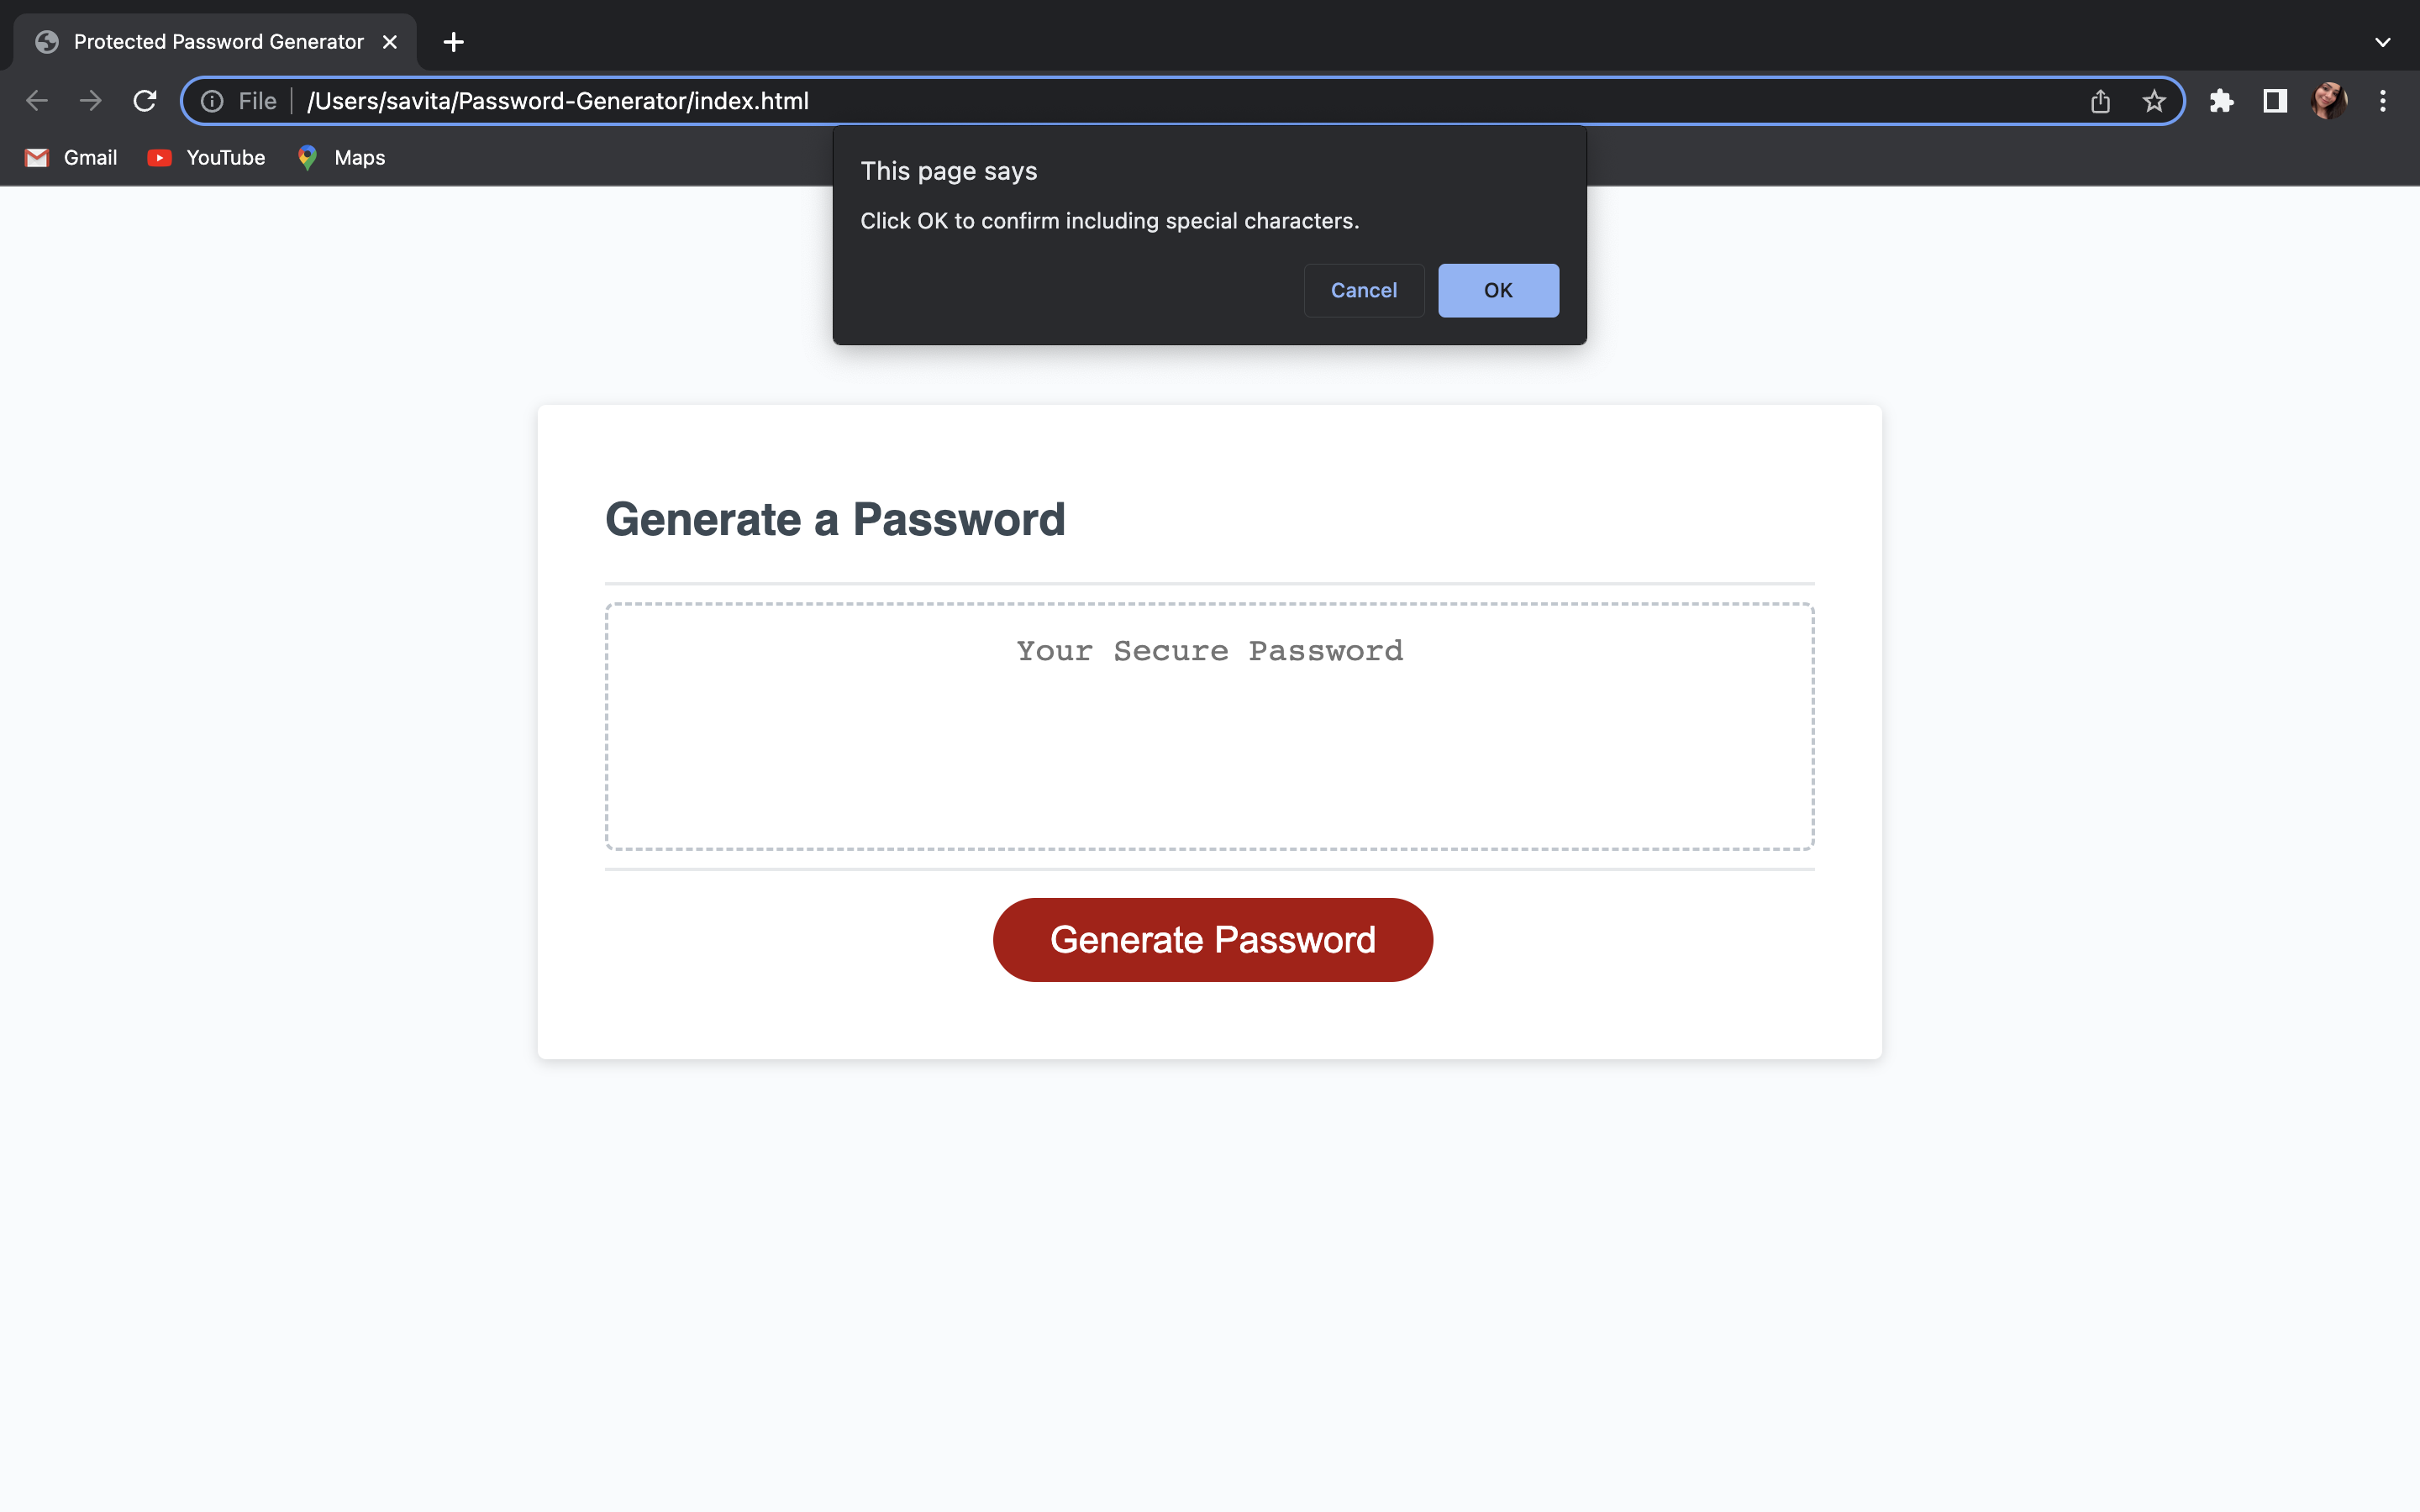 Protected Password Generator
File
/Users/savita/Password-Generator/index.html
Gmail
YouTube
Maps
This page says
Click OK to confirm including special characters.
Cancel
OK
Generate a Password
Your Secure Password
Generate Password